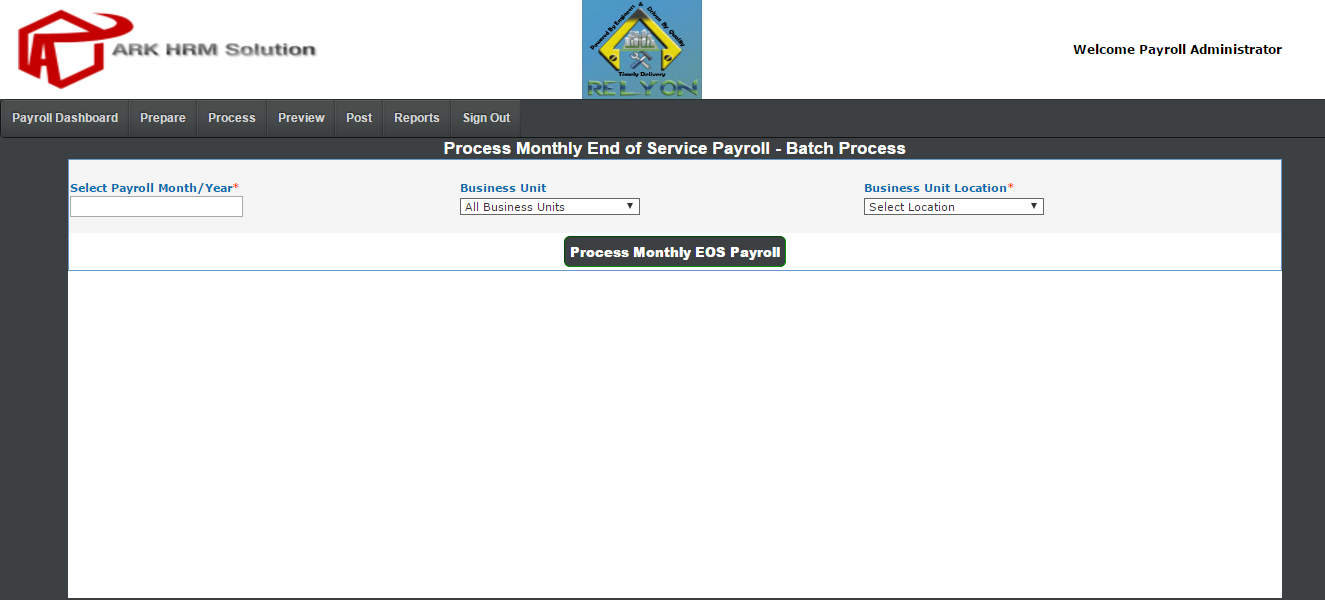 ARK HRM Solution
Powered By Engineers & Driven By Quality
Timely Delivery
RELYON
Welcome Payroll Administrator
Payroll Dashboard Prepare Process Preview Post Reports Sign Out
Process Monthly End of Service Payroll - Batch Process
Select Payroll Month/Year* Business Unit Business Unit Location*
All Business Units Select Location
Process Monthly EOS Payroll